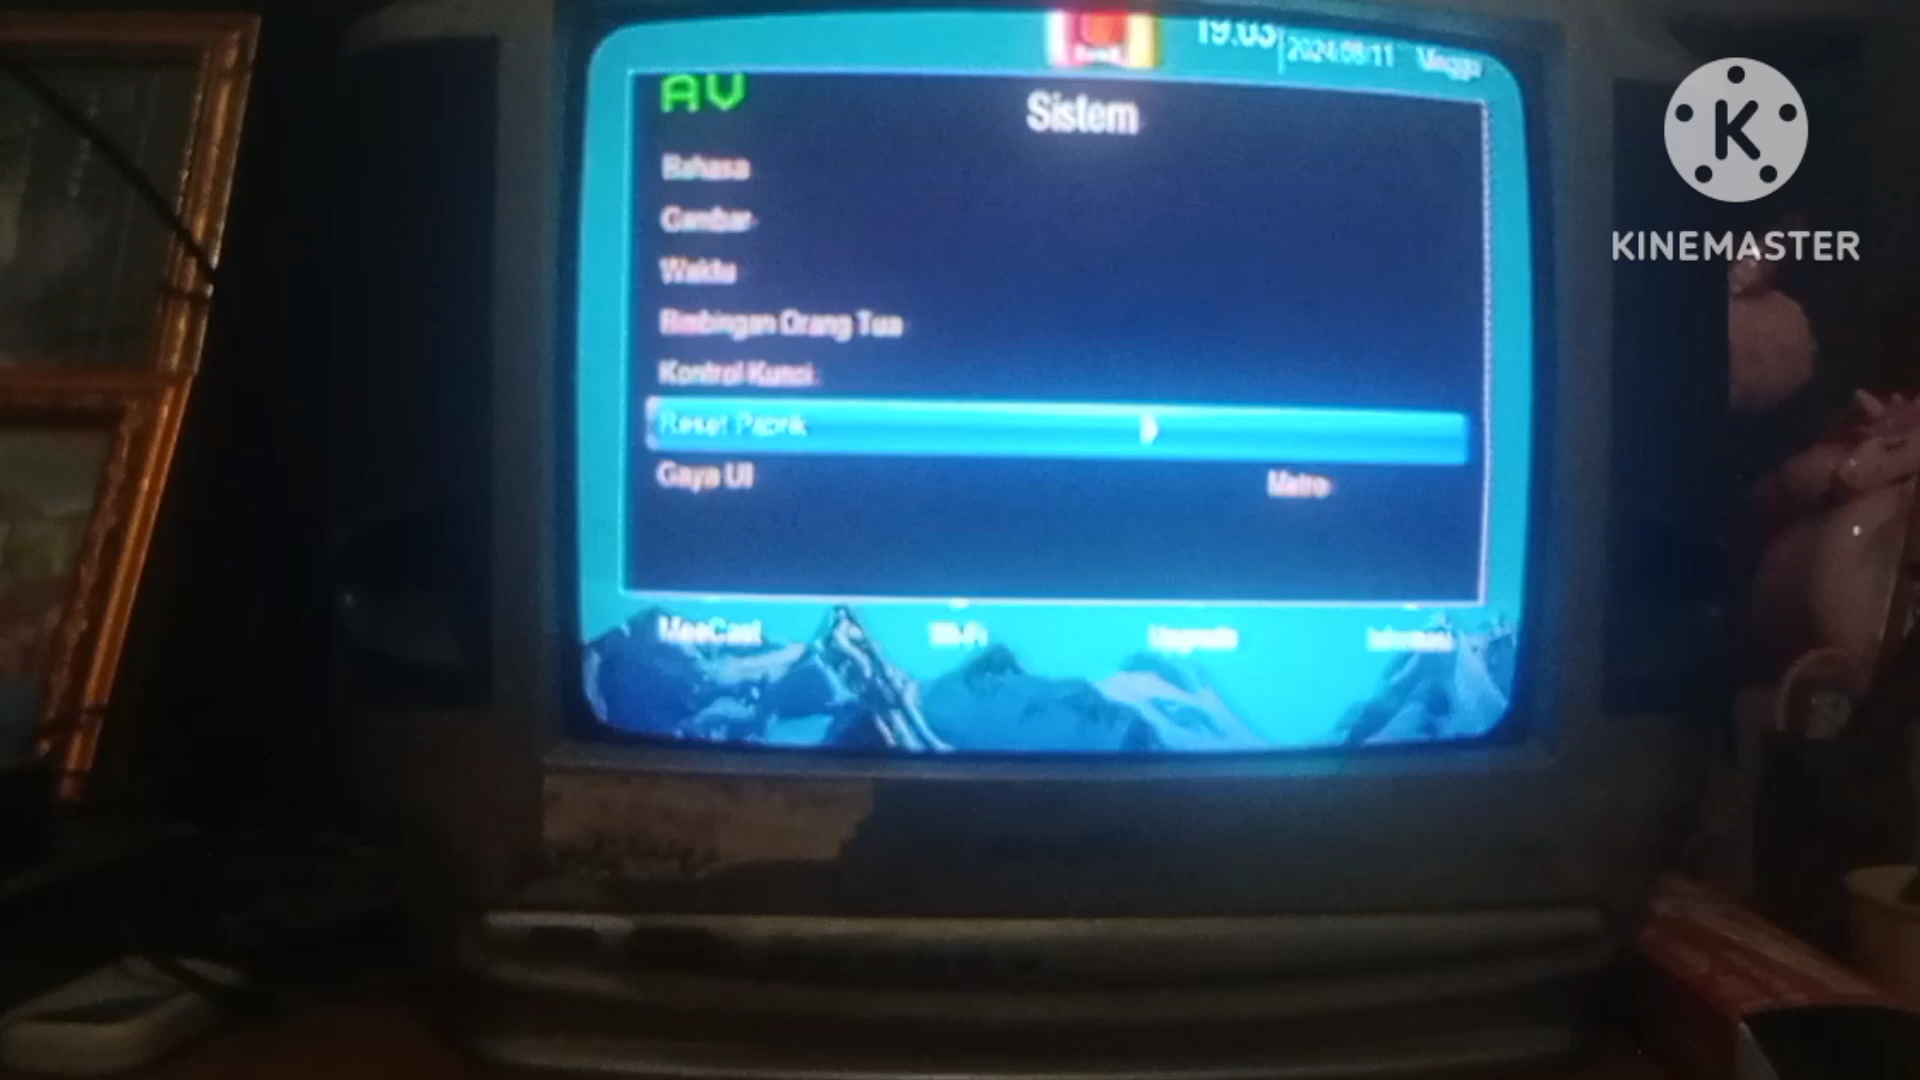 19:03 2024/08/11 Minggu
AV
Sistem
Bahasa
Gambar
Waktu
Bimbingan Orang Tua
Kontrol Kunci
Reset Pabrik
Gaya UI Metro
MeeCast Wi-Fi Upgrade Informasi
KINEMASTER